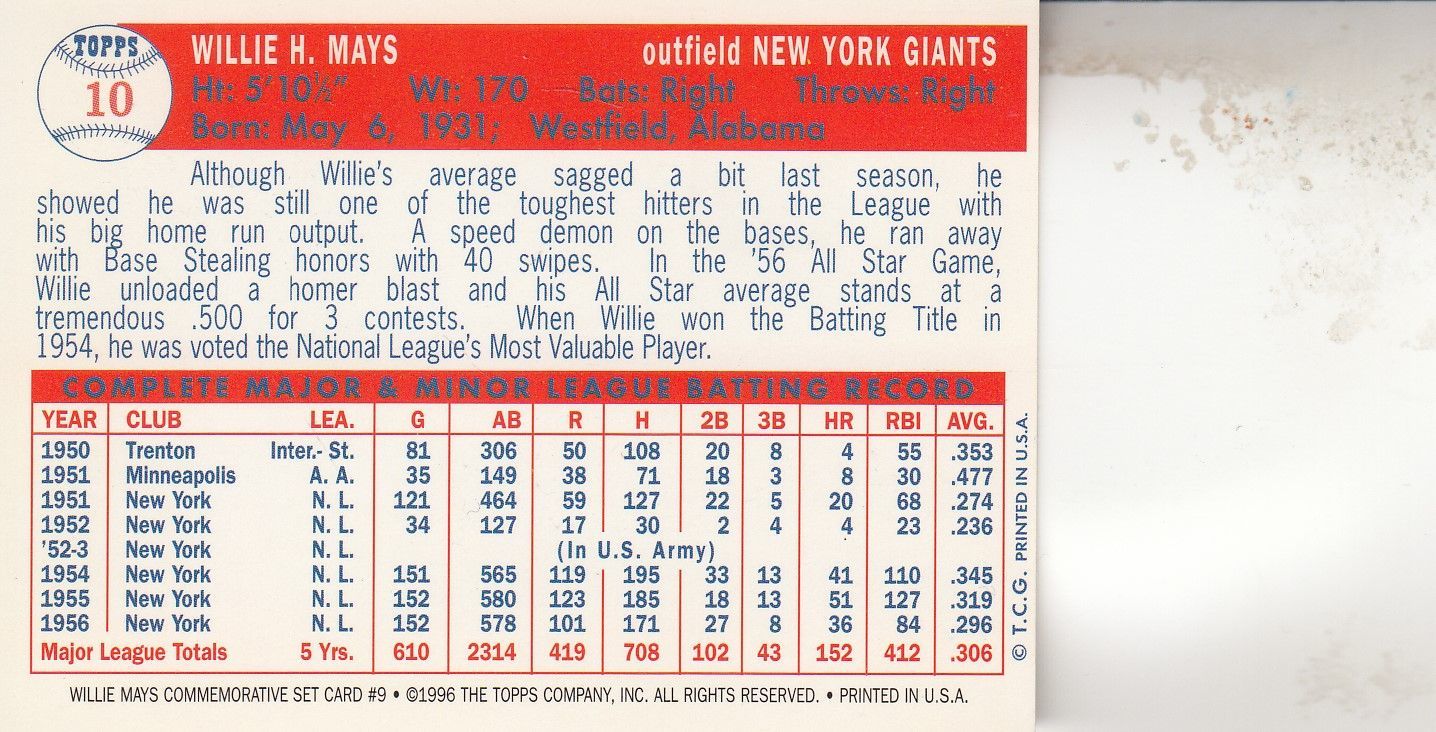 TOPPS
10
WILLIE H. MAYS outfield NEW YORK GIANTS
Ht: 5'10½" Wt: 170 Bats: Right Throws: Right
Born: May 6, 1931; Westfield, Alabama
Although Willie's average sagged a bit last season, he
showed he was still one of the toughest hitters in the League with
his big home run output. A speed demon on the bases, he ran away
with Base Stealing honors with 40 swipes. In the '56 All Star Game,
Willie unloaded a homer blast and his All Star average stands at a
tremendous .500 for 3 contests. When Willie won the Batting Title in
1954, he was voted the National League's Most Valuable Player.
COMPLETE MAJOR & MINOR LEAGUE BATTING RECORD
YEAR CLUB LEA. G AB R H 2B 3B HR RBI AVG.
1950 Trenton Inter.- St. 81 306 50 108 20 8 4 55 .353
1951 Minneapolis A. A. 35 149 38 71 18 3 8 30 .477
1951 New York N. L. 121 464 59 127 22 5 20 68 .274
1952 New York N. L. 34 127 17 30 2 4 4 23 .236
'52-3 New York N. L. (In U.S. Army)
1954 New York N. L. 151 565 119 195 33 13 41 110 .345
1955 New York N. L. 152 580 123 185 18 13 51 127 .319
1956 New York N. L. 152 578 101 171 27 8 36 84 .296
Major League Totals 5 Yrs. 610 2314 419 708 102 43 152 412 .306
© T.C.G. PRINTED IN U.S.A.
WILLIE MAYS COMMEMORATIVE SET CARD #9 • ©1996 THE TOPPS COMPANY, INC. ALL RIGHTS RESERVED. • PRINTED IN U.S.A.